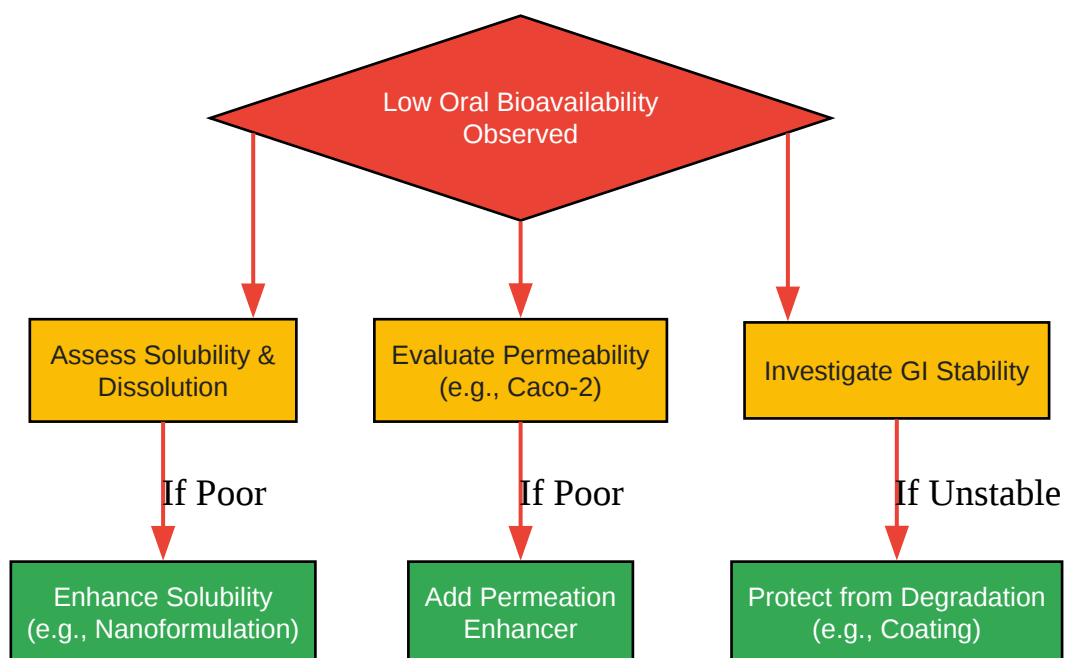 Low Oral Bioavailability
Observed
Assess Solubility &
Dissolution
Evaluate Permeability
(e.g., Caco-2)
Investigate GI Stability
If Poor
If Poor
If Unstable
Enhance Solubility
(e.g., Nanoformulation)
Add Permeation
Enhancer
Protect from Degradation
(e.g., Coating)